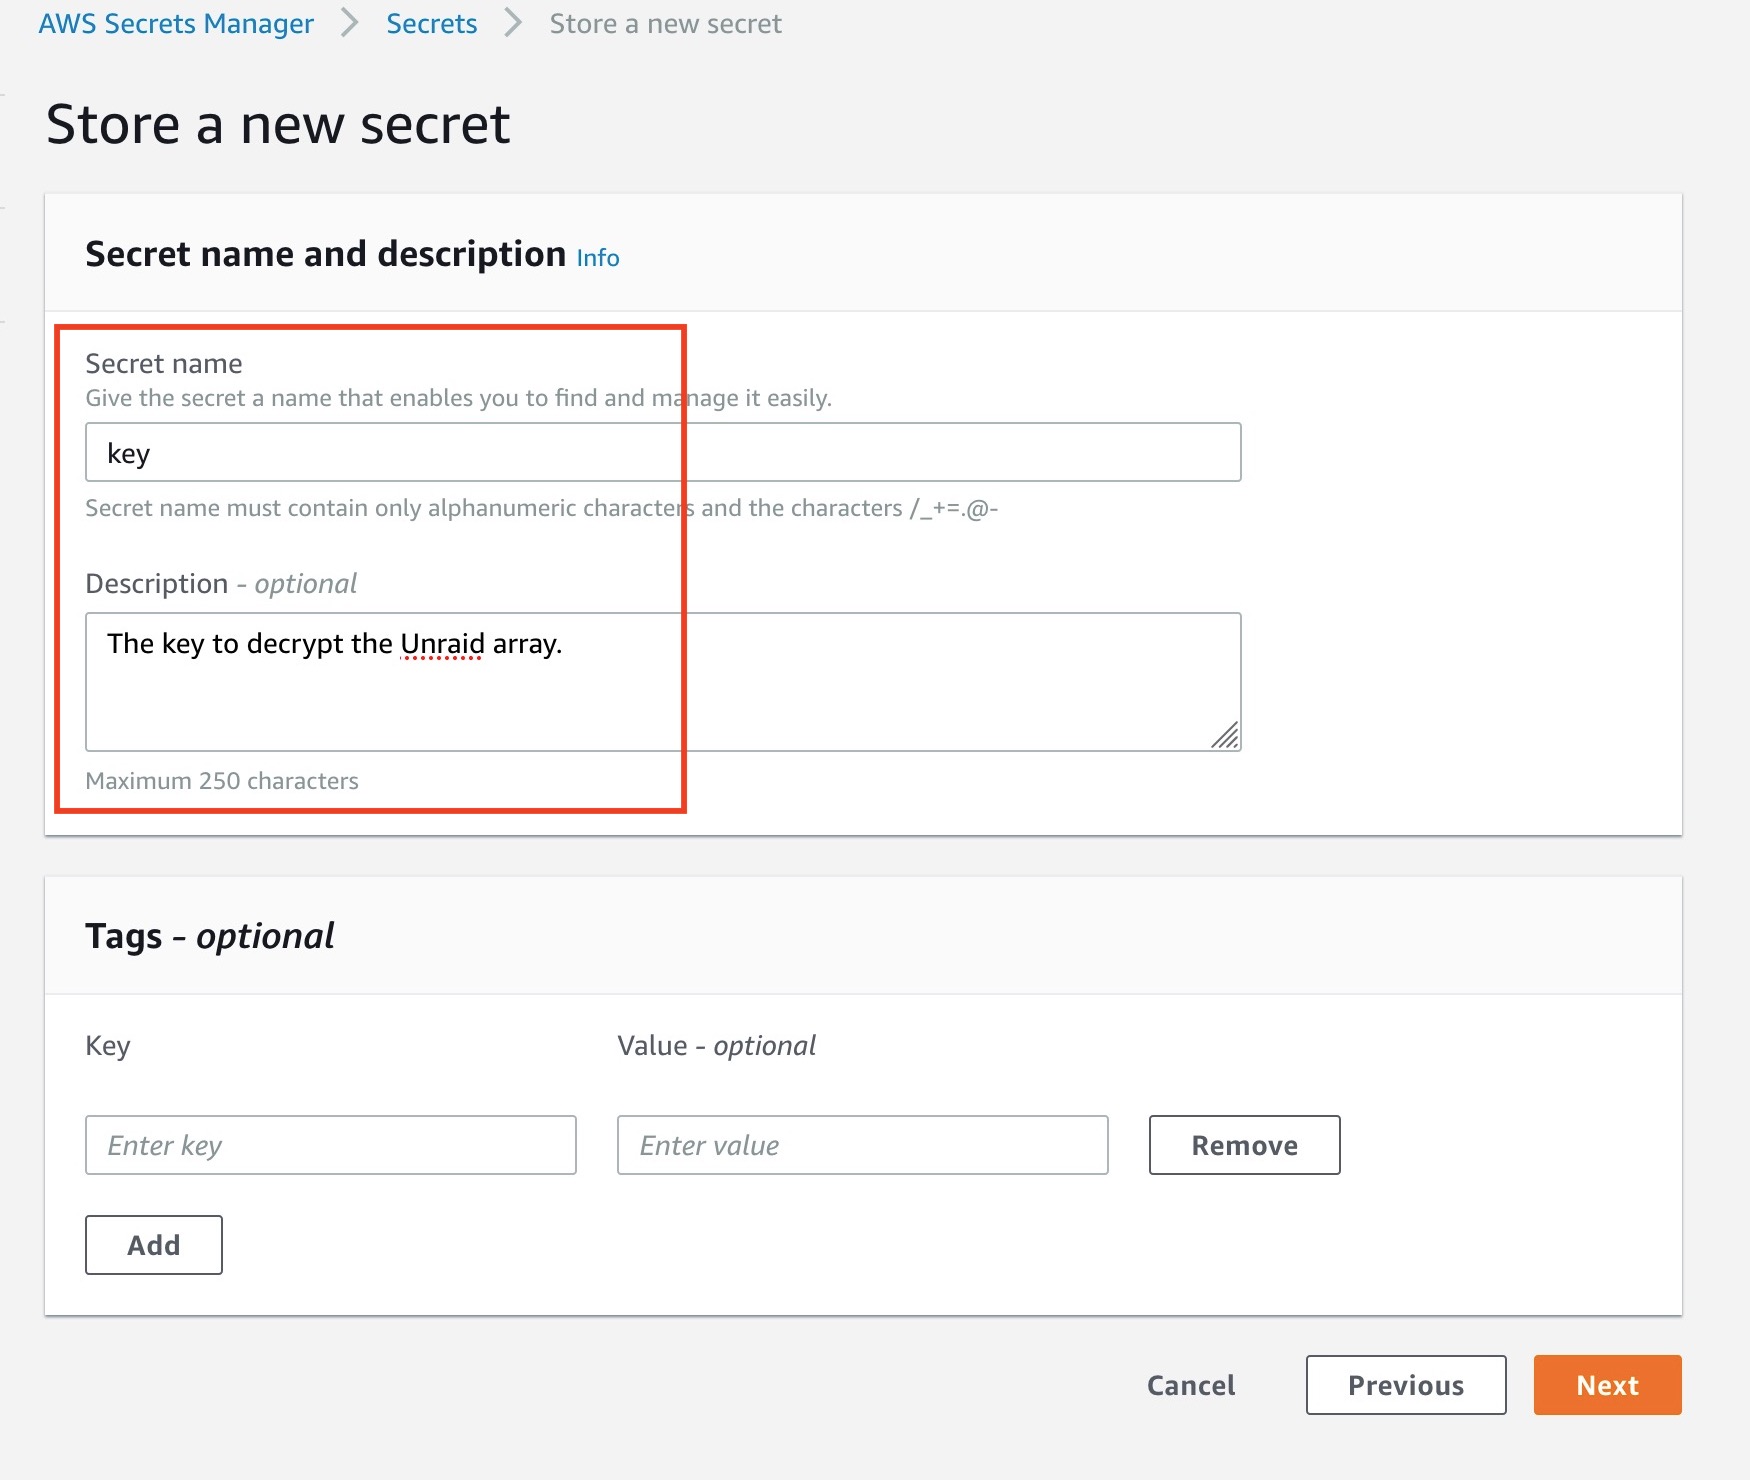 AWS Secrets Manager > Secrets > Store a new secret
Store a new secret
Secret name and description Info
Secret name
Give the secret a name that enables you to find and manage it easily.
key
Secret name must contain only alphanumeric characters and the characters /_+=.@-
Description - optional
The key to decrypt the Unraid array.
Maximum 250 characters
Tags - optional
Key Value - optional
Enter key Enter value Remove
Add
Cancel Previous Next